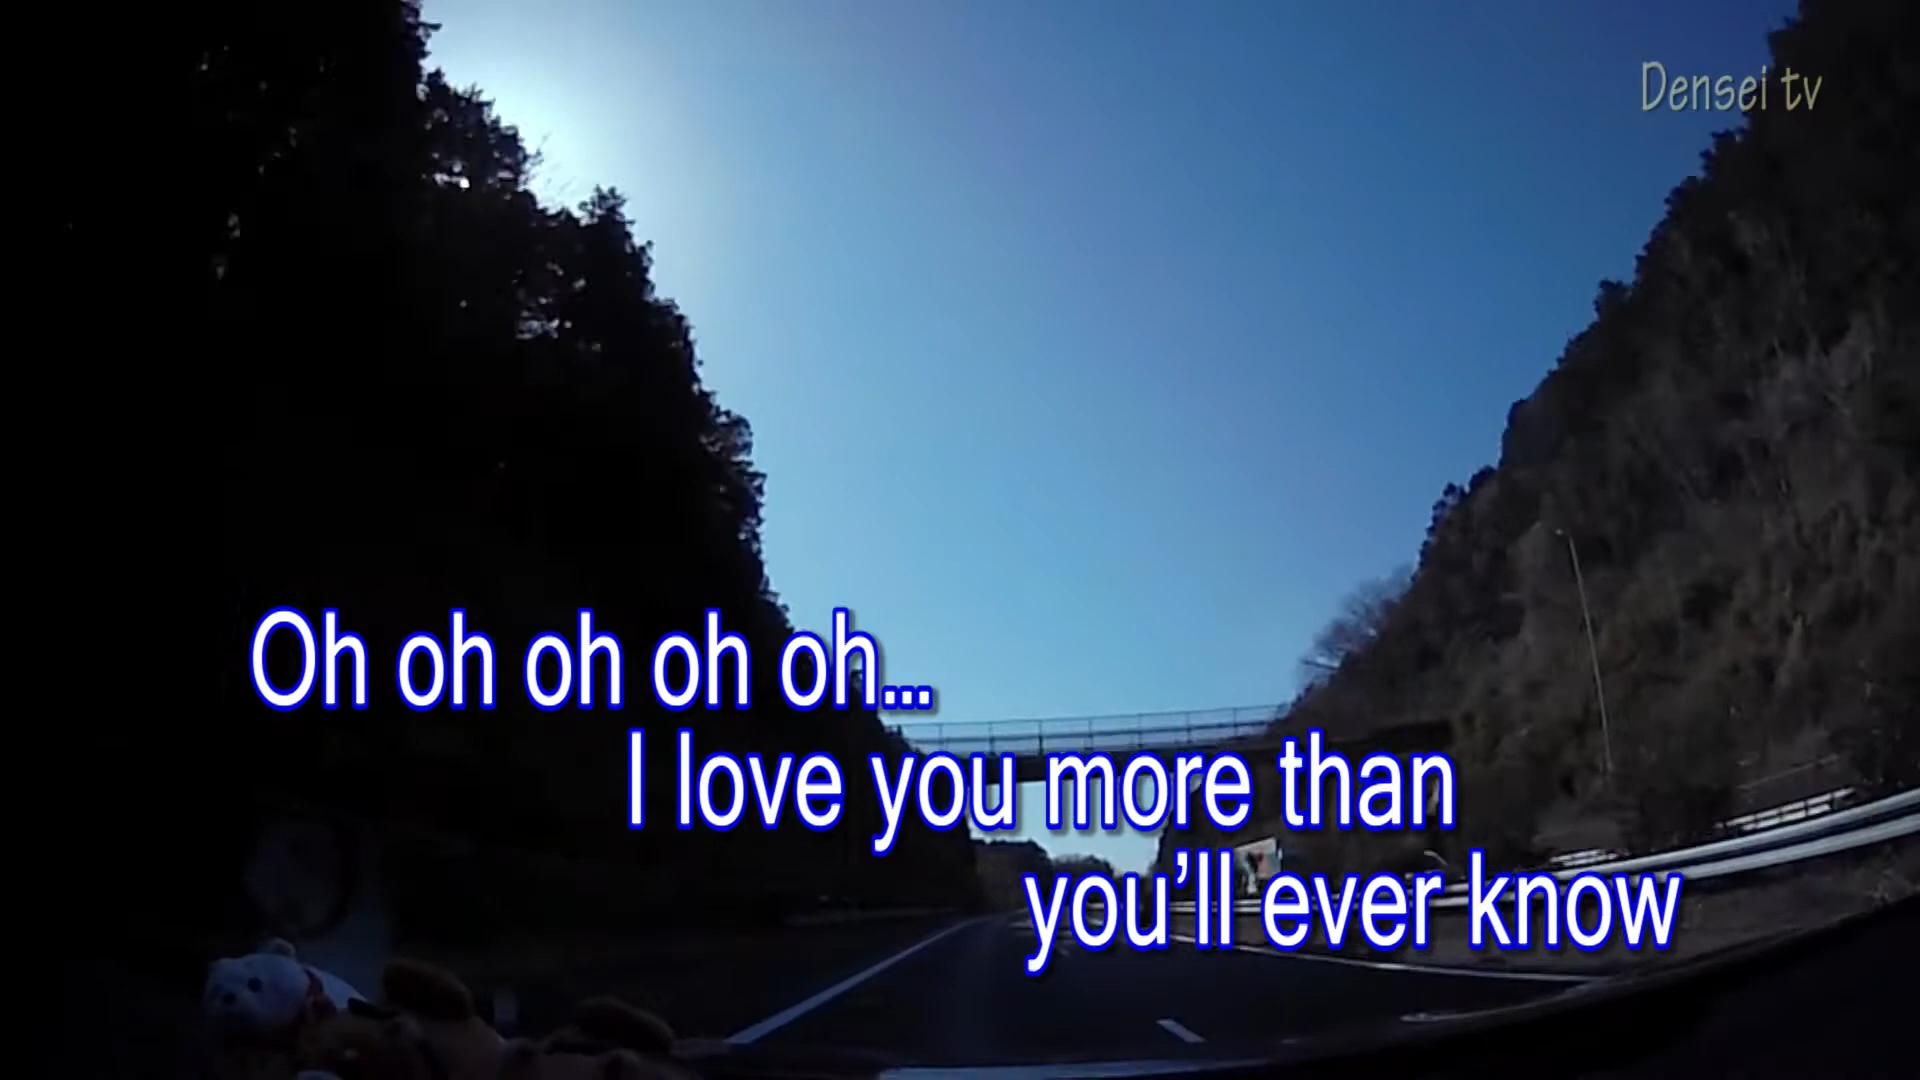 Densei tv
Oh oh oh oh oh...
I love you more than
you'll ever know